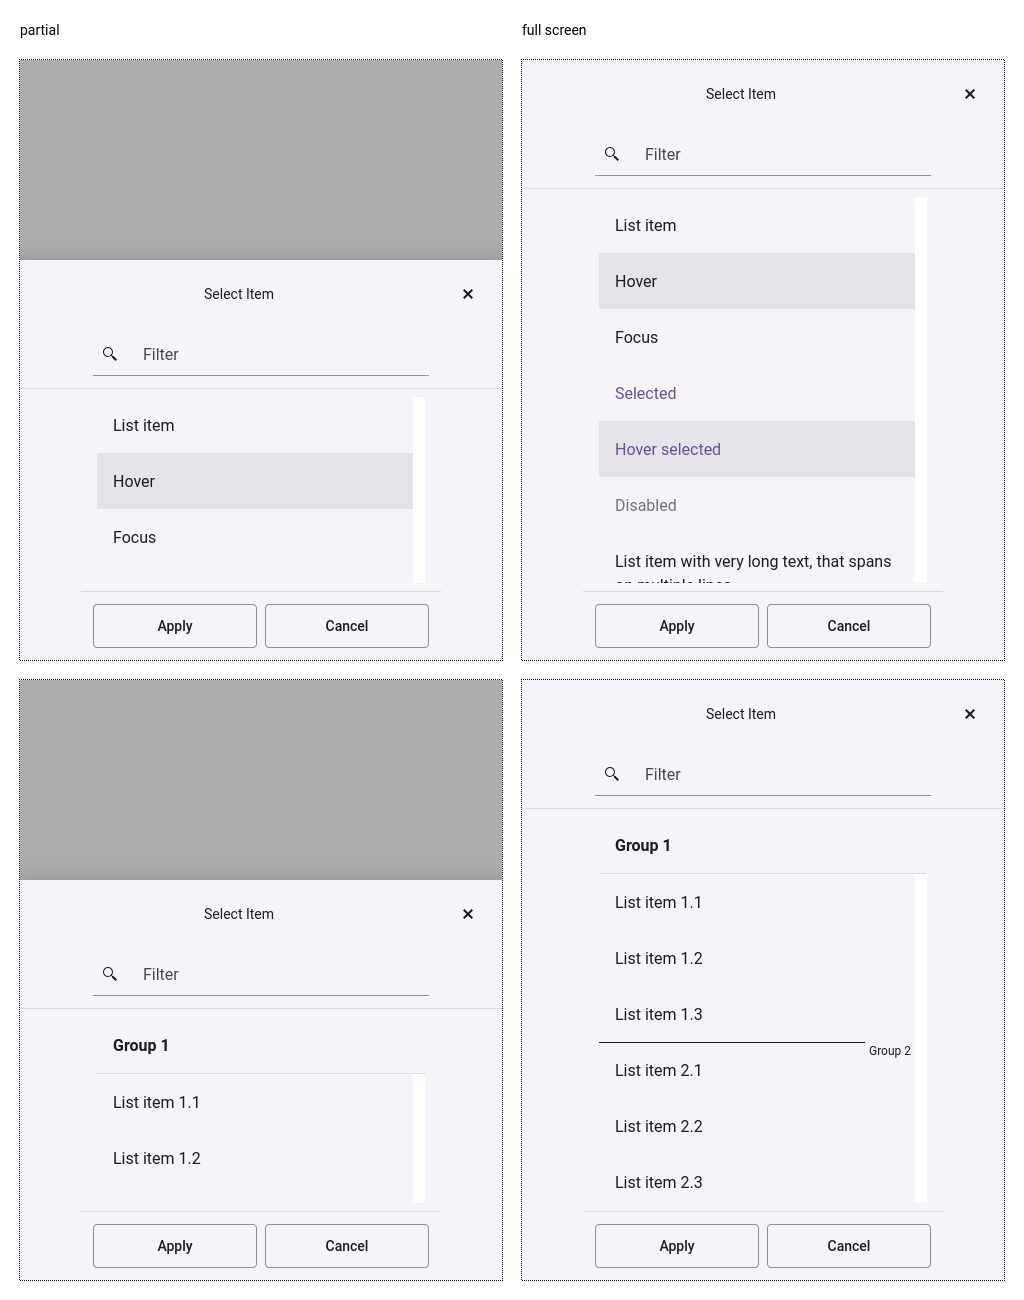 partial
full screen
Select Item
Filter
List item
Hover
Focus
Apply
Cancel
Select Item
Filter
List item
Hover
Focus
Selected
Hover selected
Disabled
List item with very long text, that spans
on multiple lines
Apply
Cancel
Select Item
Filter
Group 1
List item 1.1
List item 1.2
Apply
Cancel
Select Item
Filter
Group 1
List item 1.1
List item 1.2
List item 1.3
Group 2
List item 2.1
List item 2.2
List item 2.3
Apply
Cancel